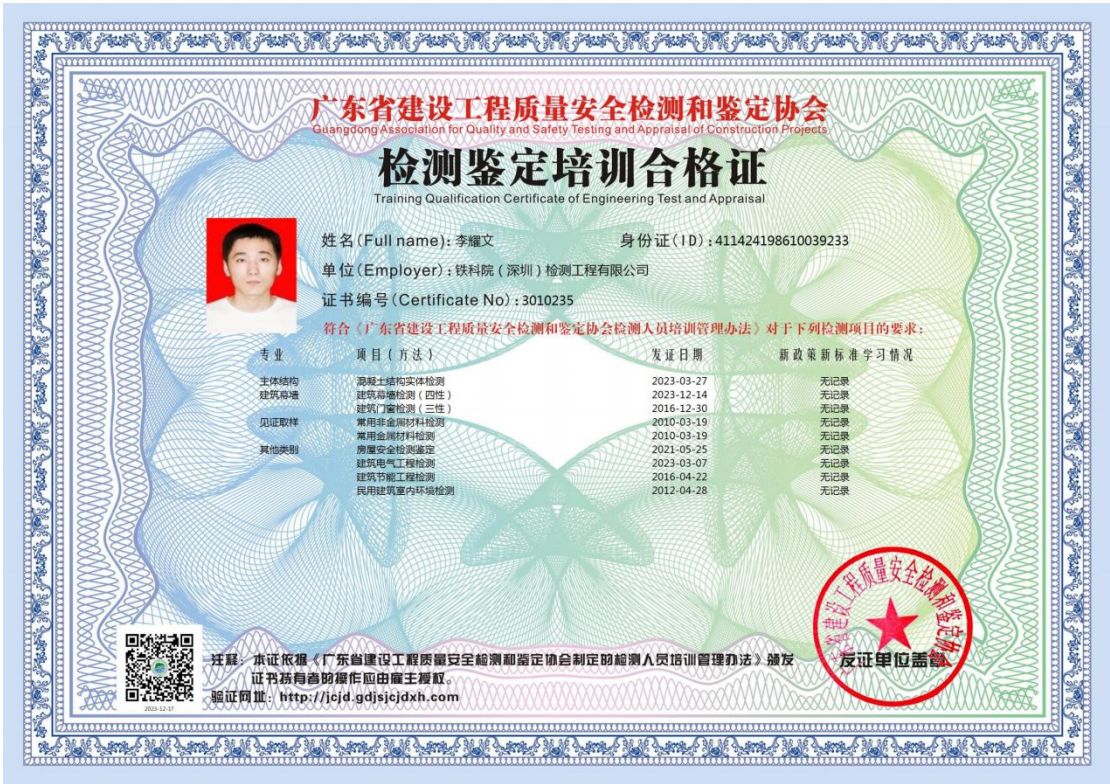 广东省建设工程质量安全检测和鉴定协会
Guangdong Association for Quality and Safety Testing and Appraisal of Construction Projects
检测鉴定培训合格证
Training Qualification Certificate of Engineering Test and Appraisal
姓名(Full name):李耀文 身份证(ID):411424198610039233
单位(Employer):铁科院（深圳）检测工程有限公司
证书编号(Certificate No):3010235
符合《广东省建设工程质量安全检测和鉴定协会检测人员培训管理办法》对于下列检测项目的要求：
专业 项目(方法) 发证日期 新政策新标准学习情况
主体结构 混凝土结构实体检测 2023-03-27 无记录
建筑幕墙 建筑幕墙检测（四性） 2023-12-14 无记录
建筑门窗检测（三性） 2016-12-30 无记录
见证取样 常用非金属材料检测 2010-03-19 无记录
常用金属材料检测 2010-03-19 无记录
其他类别 房屋安全检测鉴定 2021-05-25 无记录
建筑电气工程检测 2023-03-07 无记录
建筑节能工程检测 2016-04-22 无记录
民用建筑室内环境检测 2012-04-28 无记录
广东省建设工程质量安全检测和鉴定协会
发证单位盖章
注释：本证依据《广东省建设工程质量安全检测和鉴定协会制定的检测人员培训管理办法》颁发
证书持有者的操作应由雇主授权。
验证网址：http://jcjd.gdjsjcjdxh.com
2023-12-17